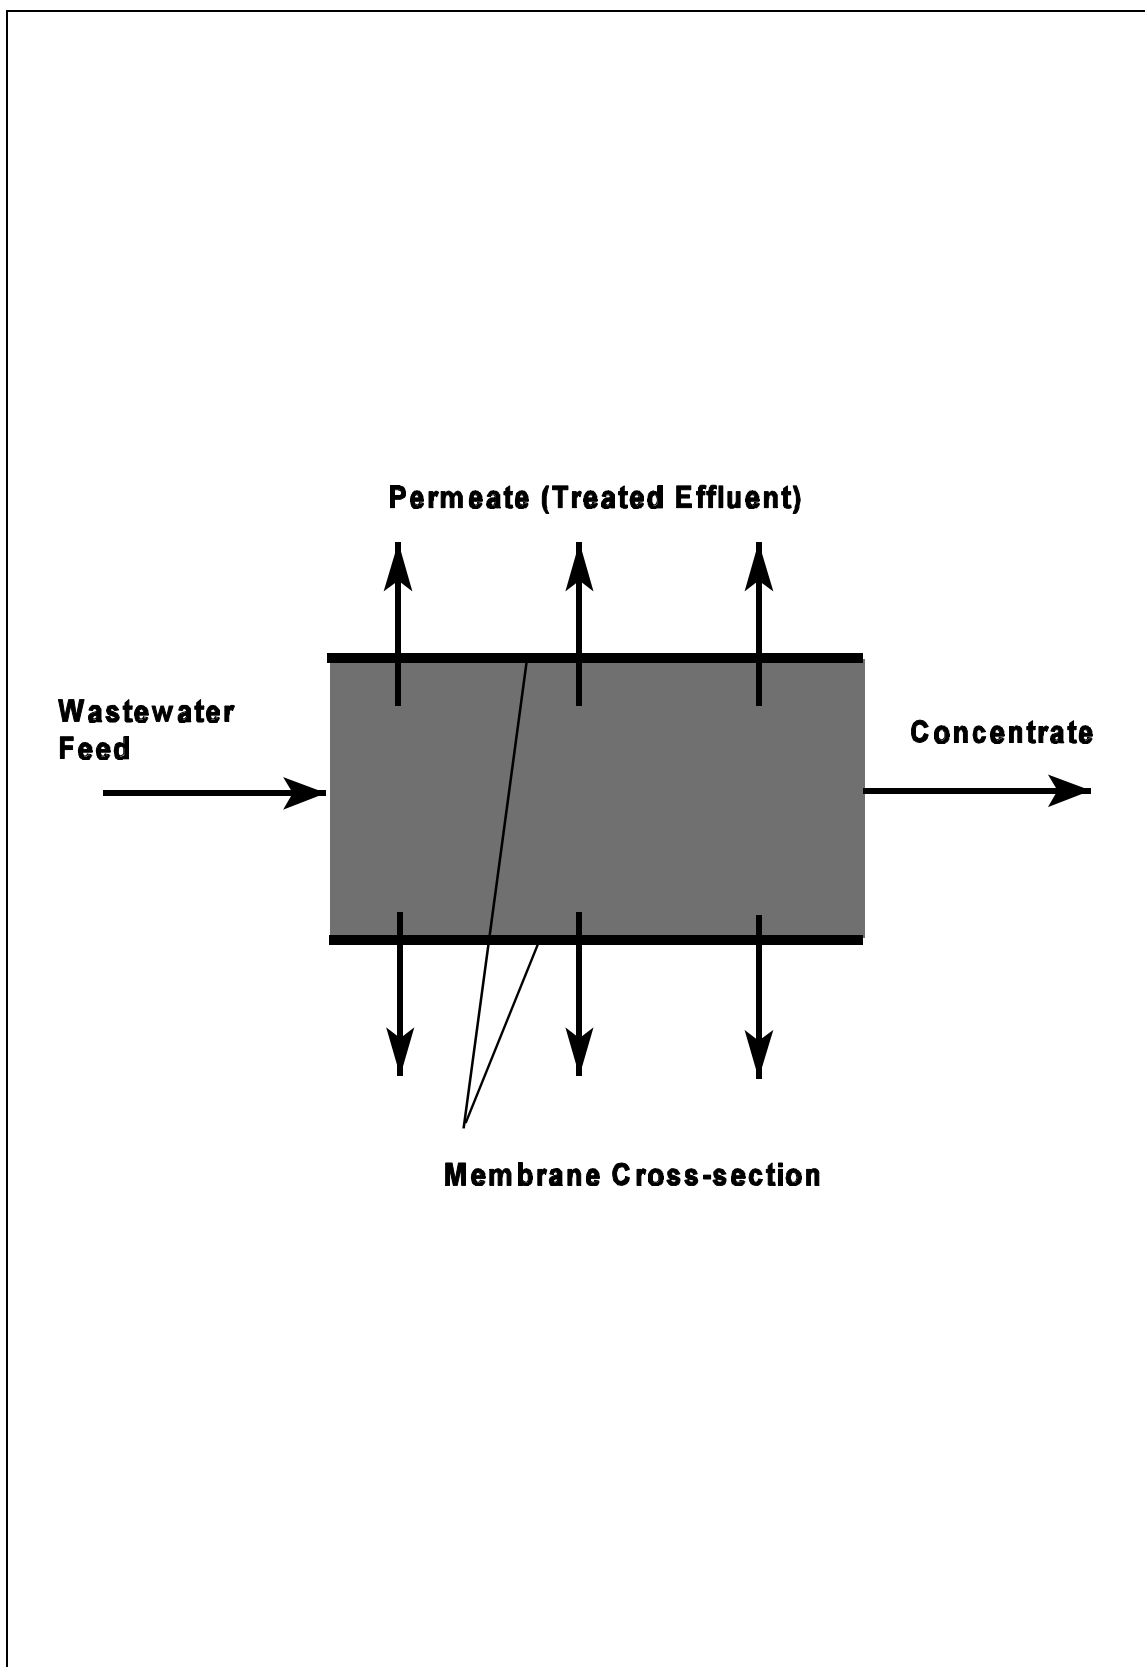 Permeate (Treated Effluent)
Wastewater
Feed
Concentrate
Membrane Cross-section